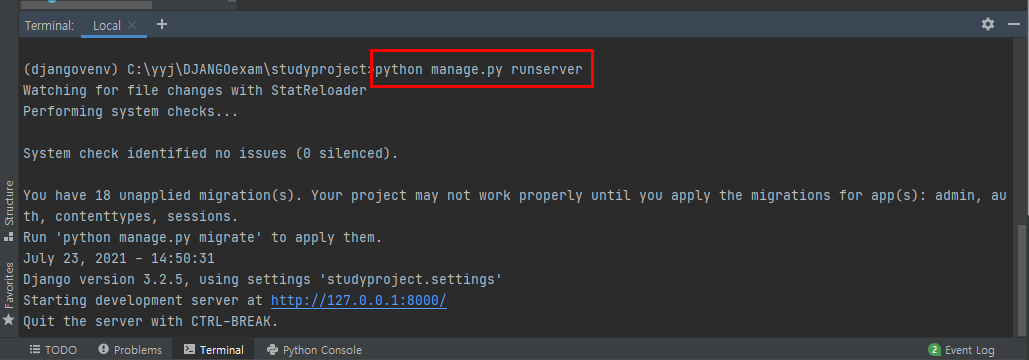 Terminal: Local × +
(djangovenv) C:\yyj\DJANGOexam\studyproject>python manage.py runserver
Watching for file changes with StatReloader
Performing system checks...
System check identified no issues (0 silenced).
You have 18 unapplied migration(s). Your project may not work properly until you apply the migrations for app(s): admin, au
th, contenttypes, sessions.
Run 'python manage.py migrate' to apply them.
July 23, 2021 - 14:50:31
Django version 3.2.5, using settings 'studyproject.settings'
Starting development server at http://127.0.0.1:8000/
Quit the server with CTRL-BREAK.
Structure
Favorites
TODO Problems Terminal Python Console 2 Event Log